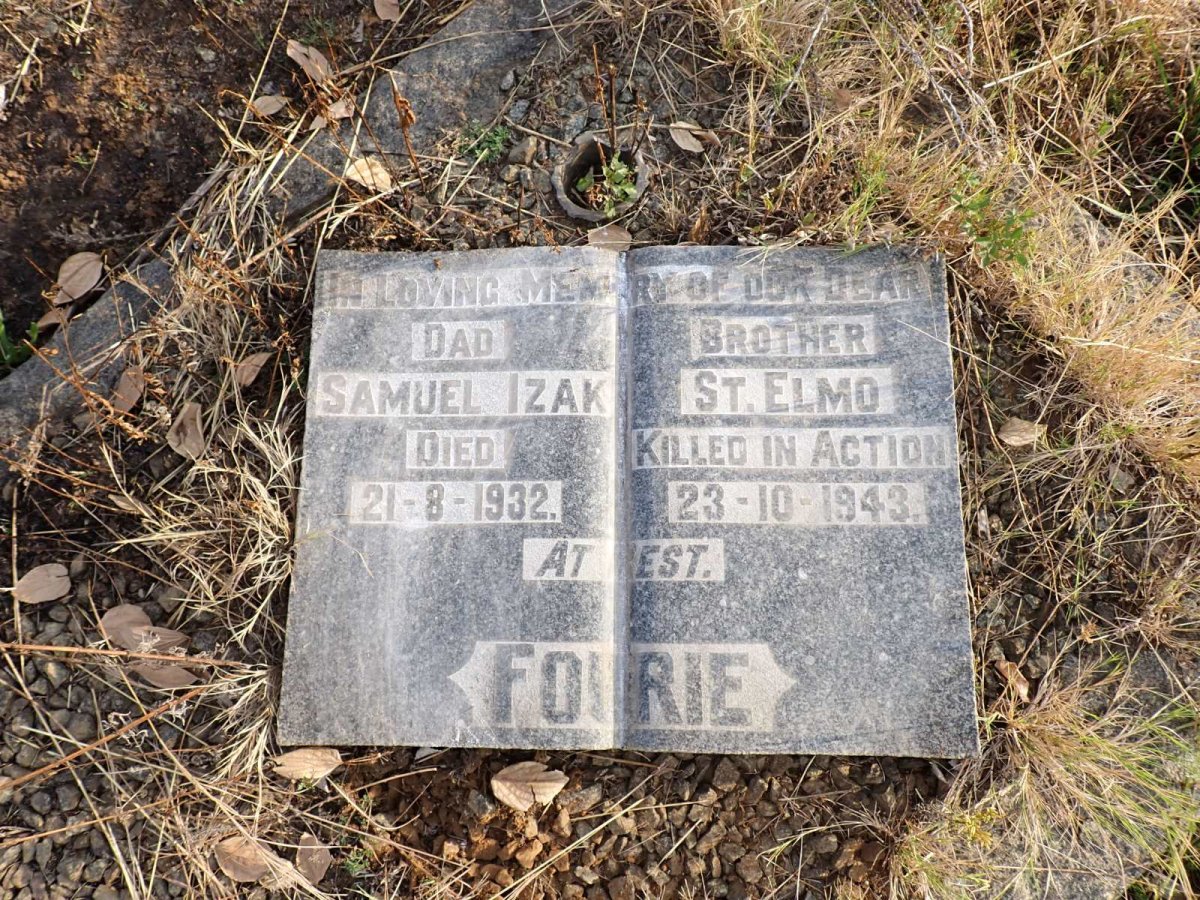 IN LOVING MEMORY OF OUR DEAR
DAD
SAMUEL IZAK
DIED
21-8-1932.
BROTHER
ST. ELMO
KILLED IN ACTION
23-10-1943.
AT REST.
FOURIE